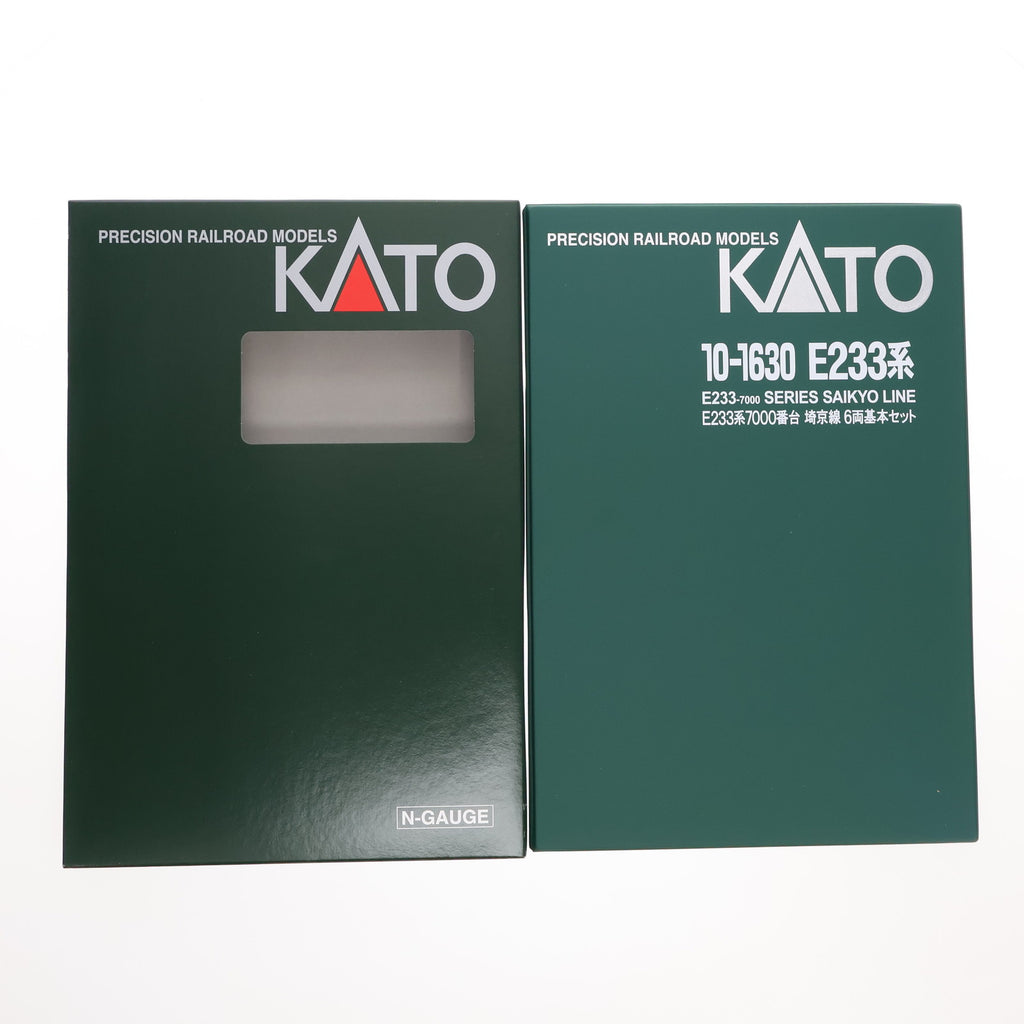 PRECISION RAILROAD MODELS
KATO
N-GAUGE
PRECISION RAILROAD MODELS
KATO
10-1630 E233系
E233-7000 SERIES SAIKYO LINE
E233系7000番台 埼京線 6両基本セット